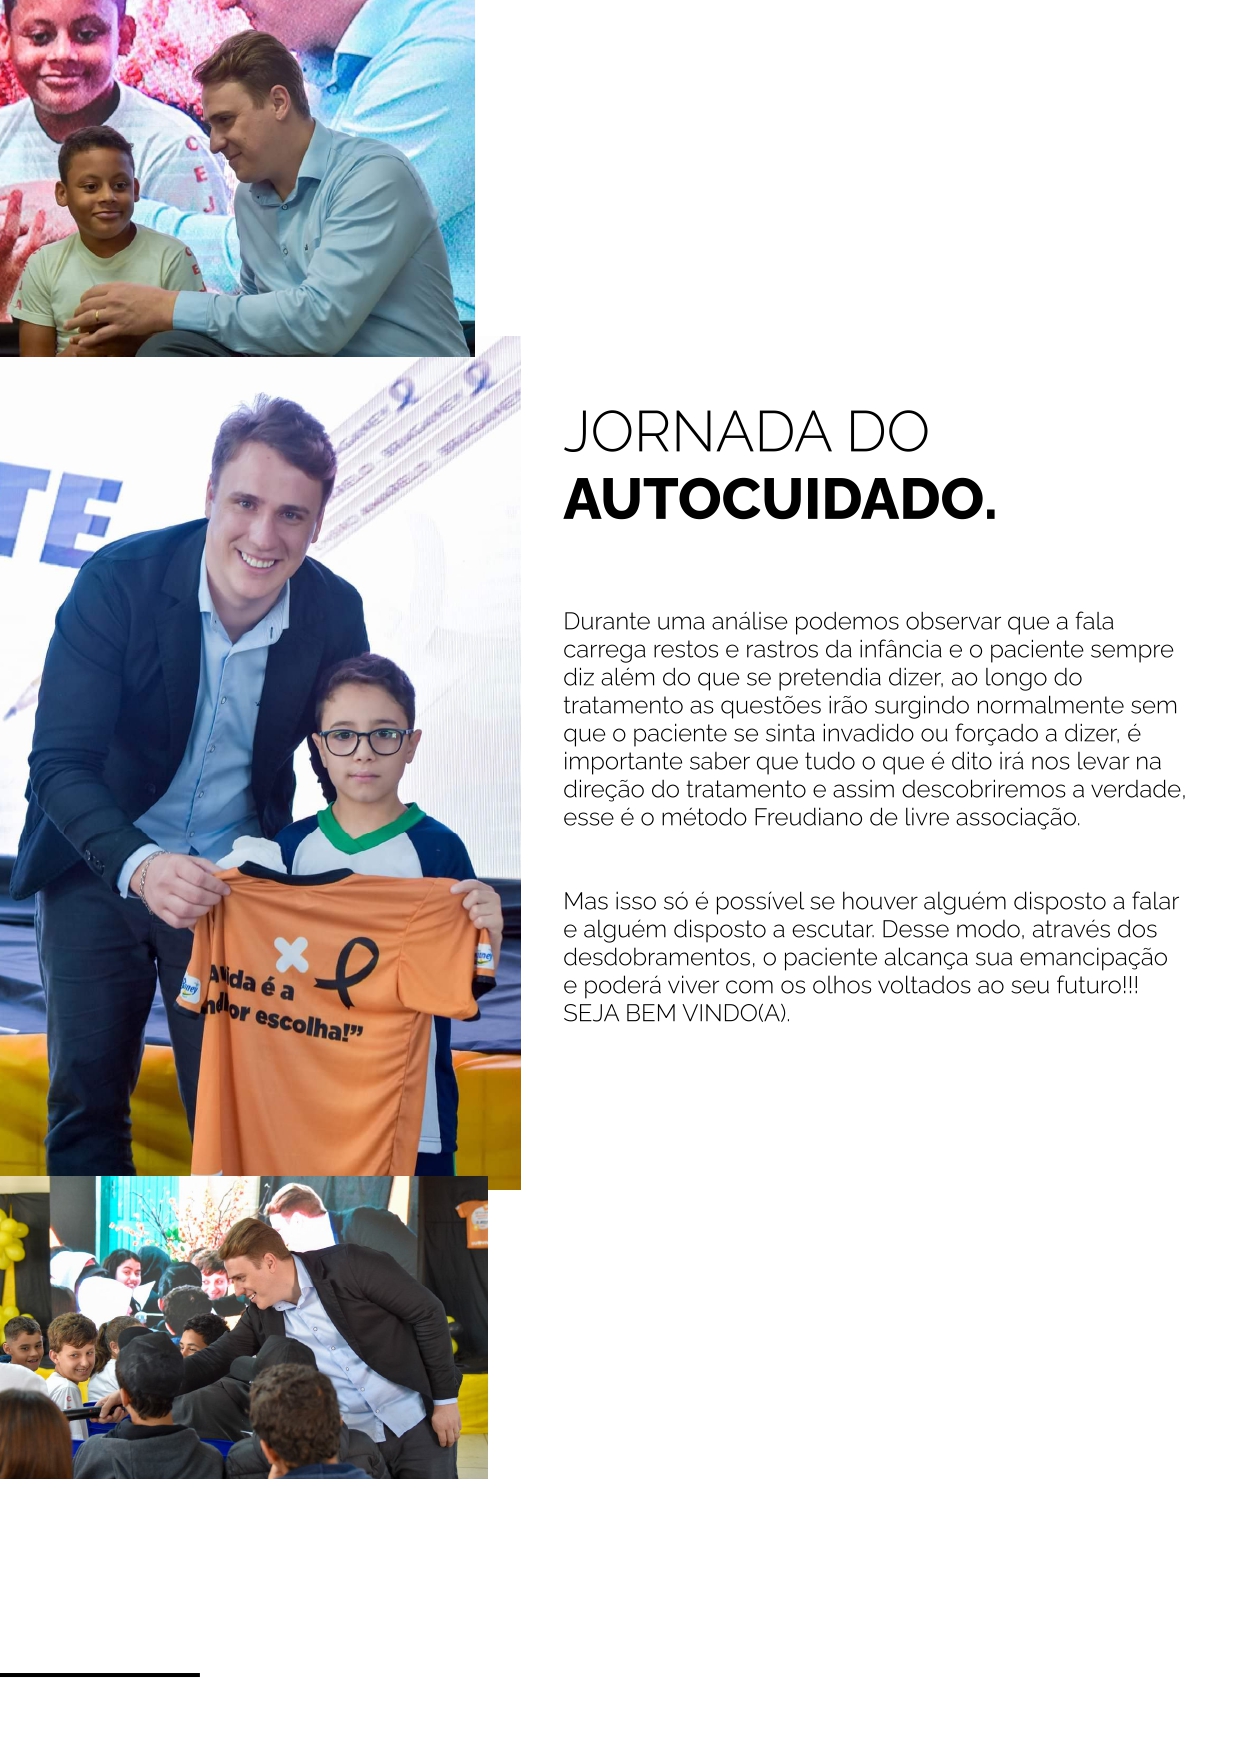 C
E
J
C
E
J
TE
JORNADA DO
AUTOCUIDADO.
Durante uma análise podemos observar que a fala
carrega restos e rastros da infância e o paciente sempre
diz além do que se pretendia dizer, ao longo do
tratamento as questões irão surgindo normalmente sem
que o paciente se sinta invadido ou forçado a dizer, é
importante saber que tudo o que é dito irá nos levar na
direção do tratamento e assim descobriremos a verdade,
esse é o método Freudiano de livre associação.
Mas isso só é possível se houver alguém disposto a falar
e alguém disposto a escutar. Desse modo, através dos
desdobramentos, o paciente alcança sua emancipação
e poderá viver com os olhos voltados ao seu futuro!!!
SEJA BEM VINDO(A).
ida é a
or escolha!”